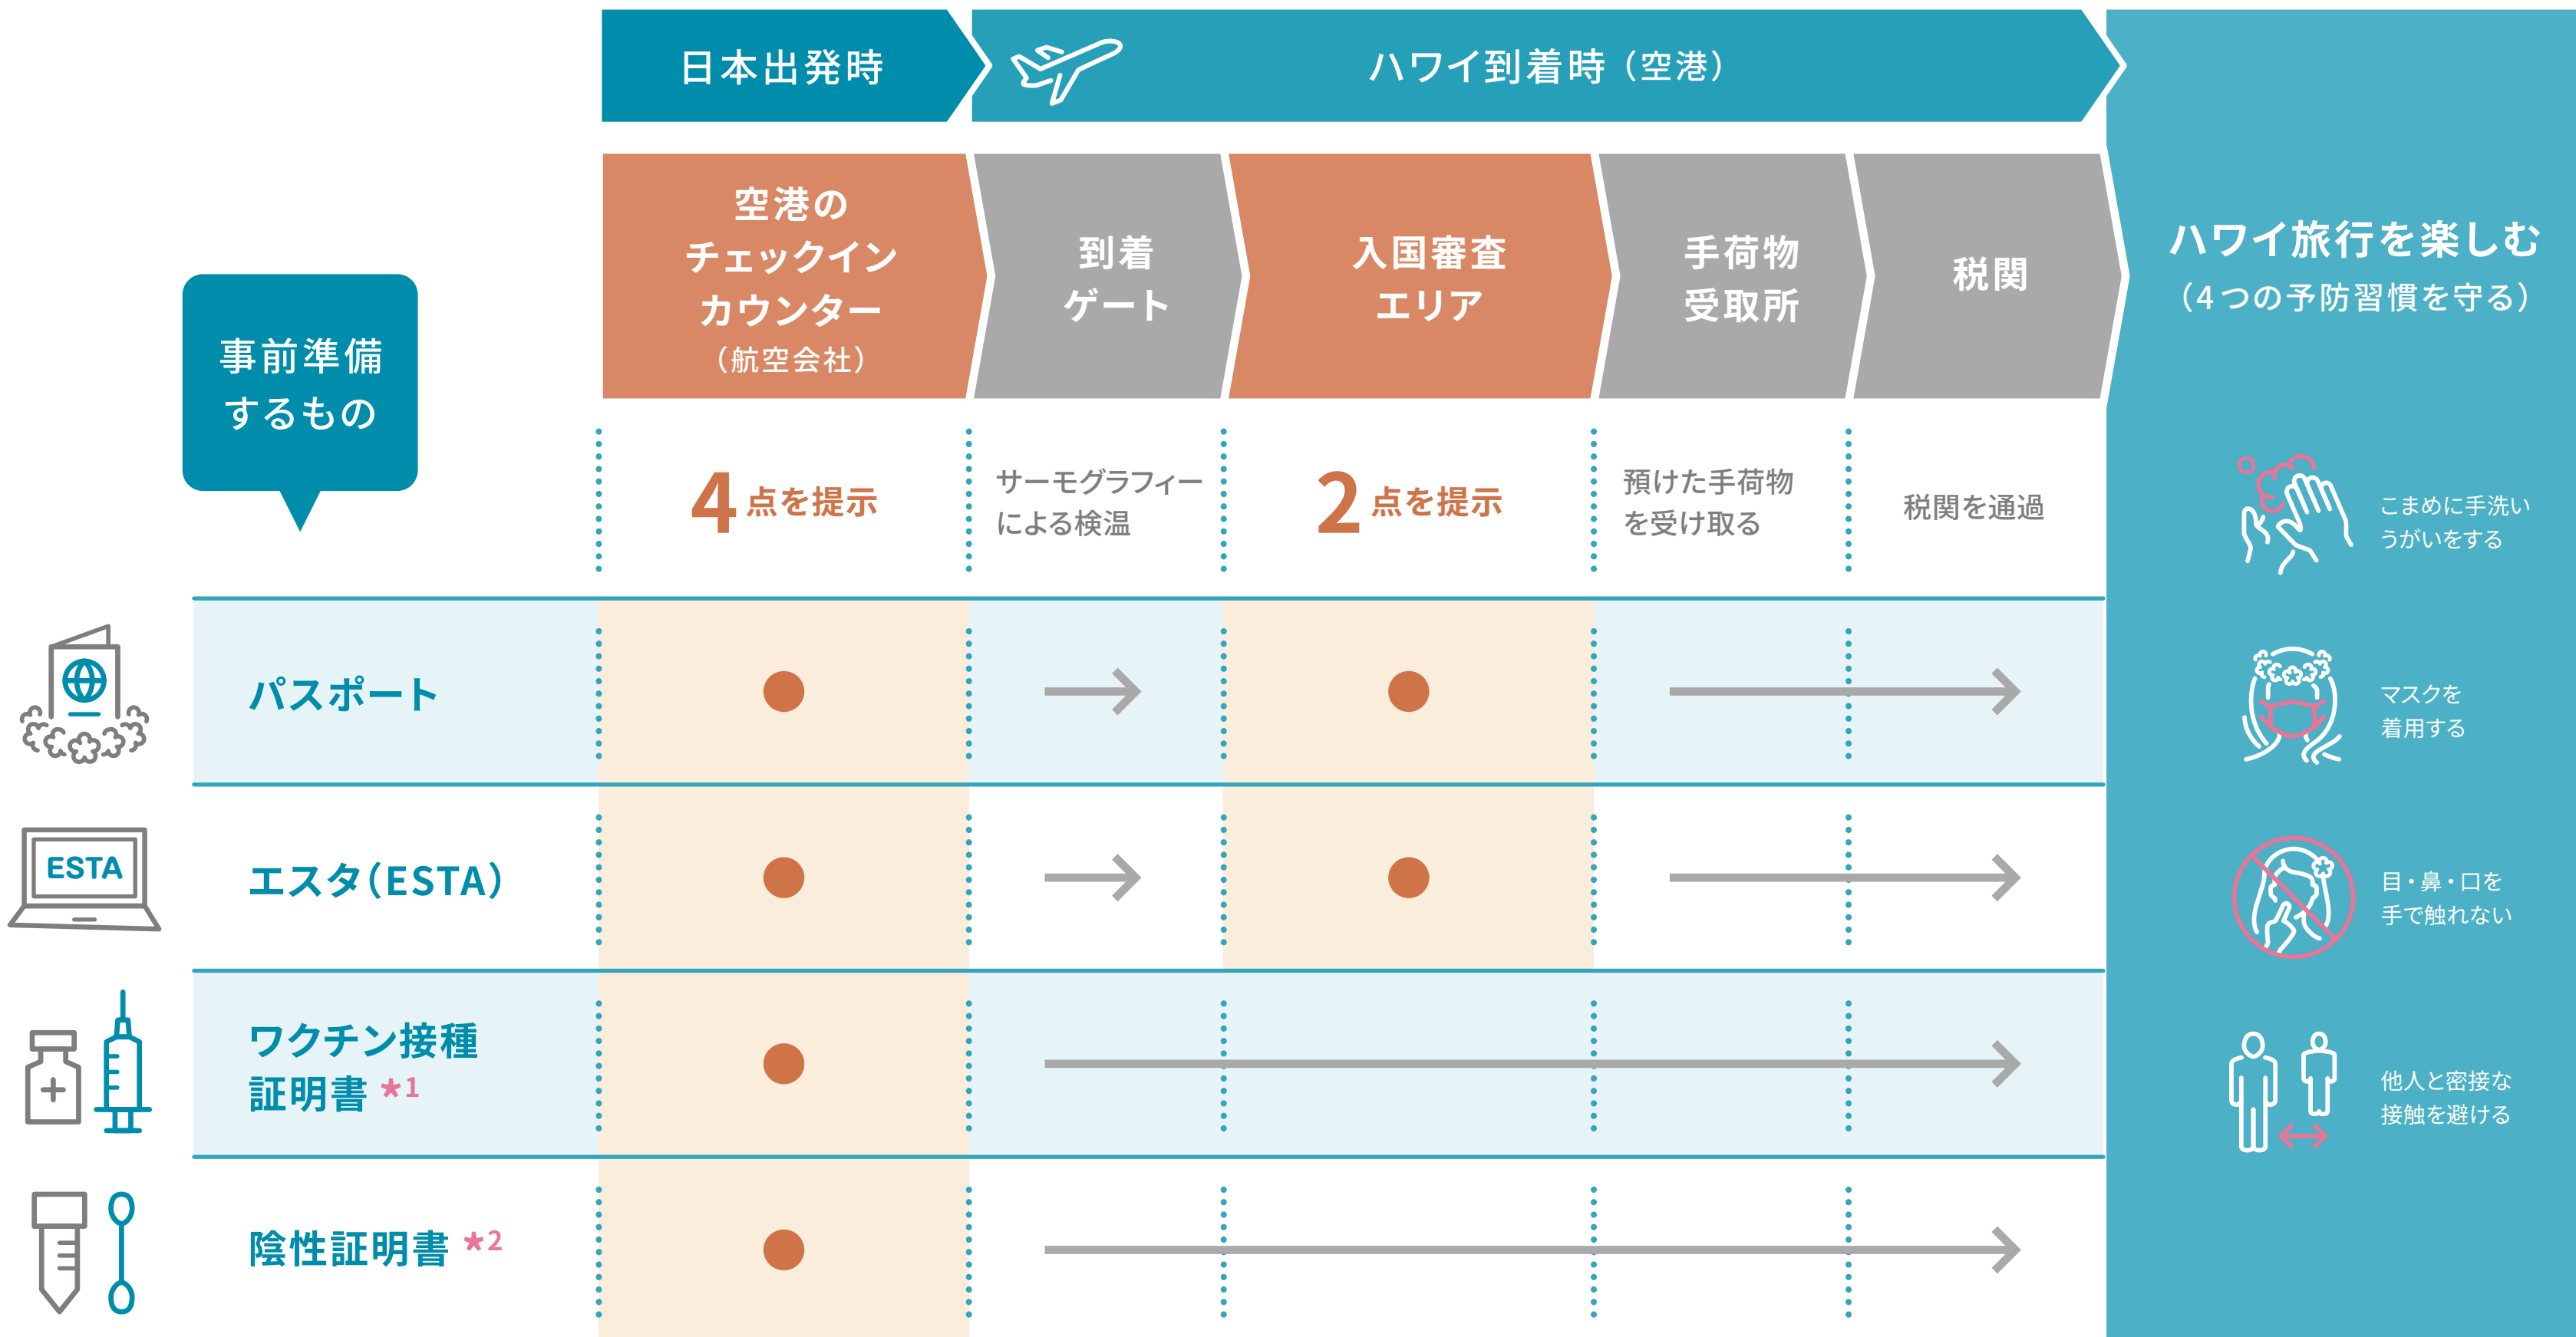 日本出発時
ハワイ到着時（空港）
空港の
チェックイン
カウンター
（航空会社）
到着
ゲート
入国審査
エリア
手荷物
受取所
税関
ハワイ旅行を楽しむ
（4つの予防習慣を守る）
事前準備
するもの
4点を提示
サーモグラフィー
による検温
2点を提示
預けた手荷物
を受け取る
税関を通過
こまめに手洗い
うがいをする
パスポート
マスクを
着用する
ESTA
エスタ（ESTA）
目・鼻・口を
手で触れない
ワクチン接種
証明書 ★1
他人と密接な
接触を避ける
陰性証明書 ★2